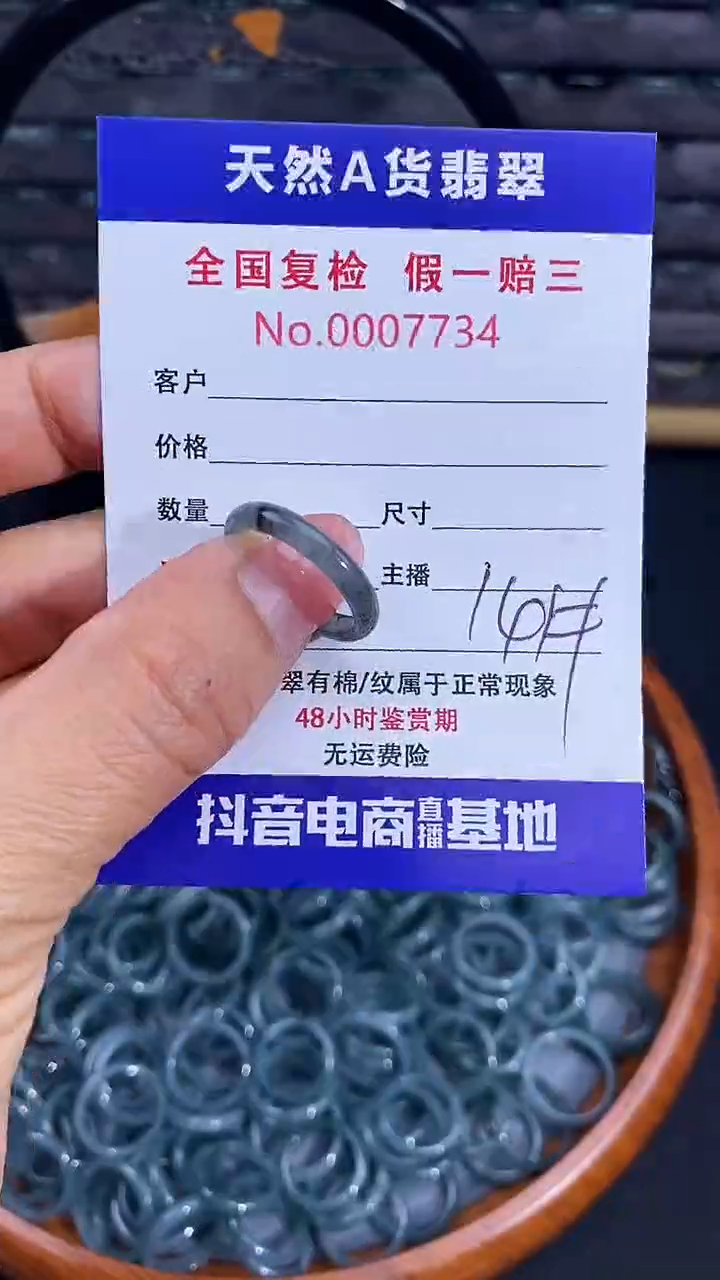 天然A货翡翠
全国复检 假一赔三
No.0007734
客户
价格
数量 尺寸
主播 16#
翠有棉/纹属于正常现象
48小时鉴赏期
无运费险
抖音电商直播基地